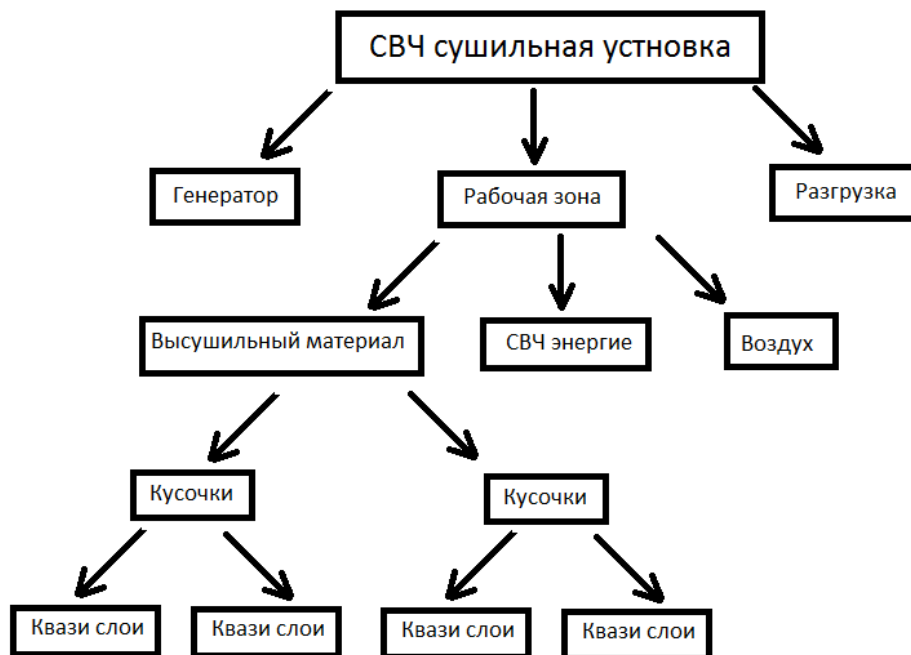 СВЧ сушильная устновка
Генератор
Рабочая зона
Разгрузка
Высушильный материал
СВЧ энергие
Воздух
Кусочки
Кусочки
Квази слои
Квази слои
Квази слои
Квази слои